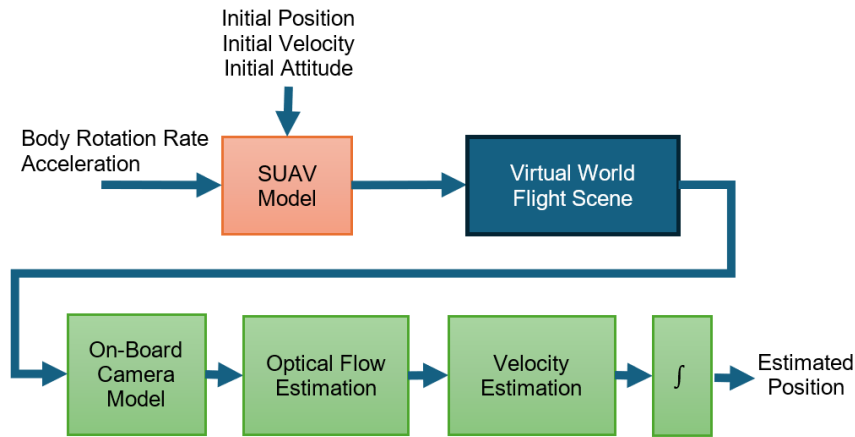 Initial Position
Initial Velocity
Initial Attitude
Body Rotation Rate
Acceleration
SUAV
Model
Virtual World
Flight Scene
On-Board
Camera
Model
Optical Flow
Estimation
Velocity
Estimation
∫
Estimated
Position